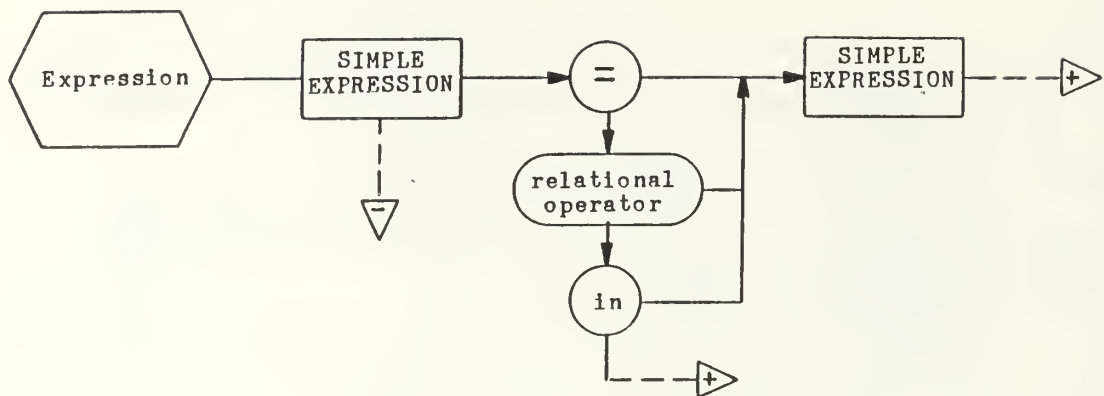 Expression
SIMPLE
EXPRESSION
=
SIMPLE
EXPRESSION
+
-
relational
operator
in
+